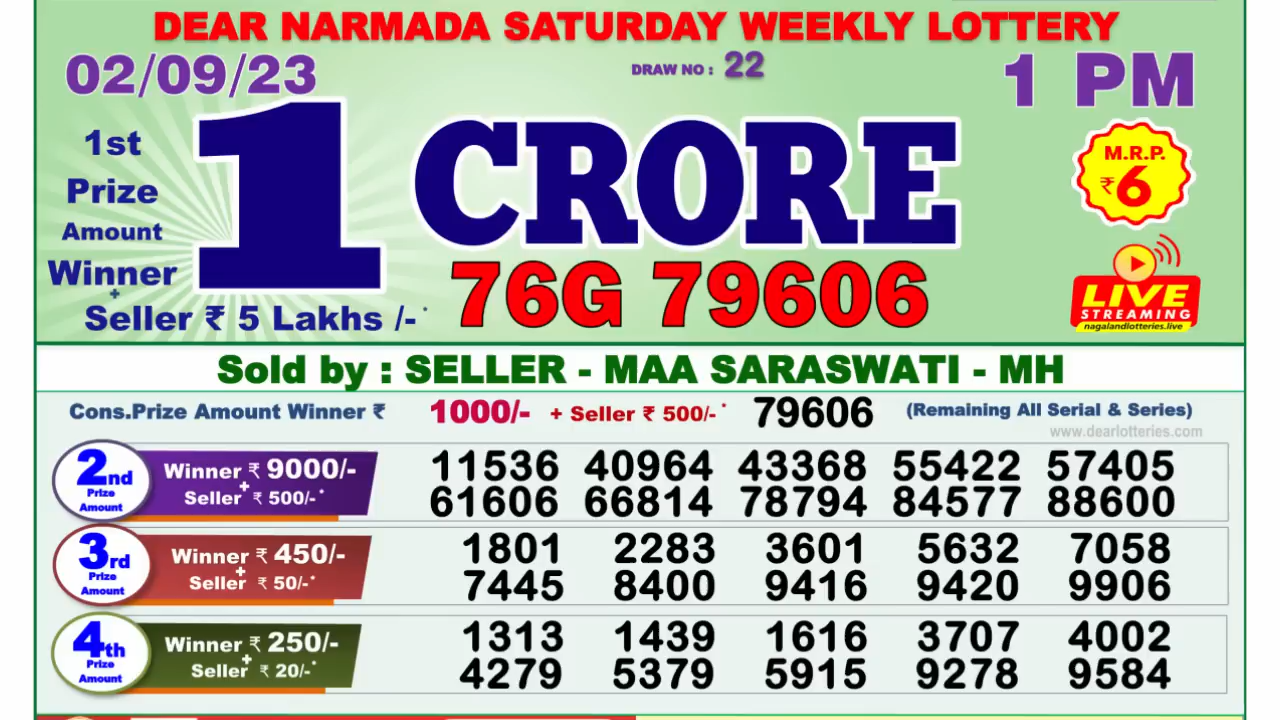 DEAR NARMADA SATURDAY WEEKLY LOTTERY
02/09/23 DRAW NO : 22 1 PM
1st
Prize
Amount
Winner
+
Seller ₹ 5 Lakhs /-*
1 CRORE
76G 79606
M.R.P.
₹6
LIVE
STREAMING
nagalandlotteries.live
Sold by : SELLER - MAA SARASWATI - MH
Cons.Prize Amount Winner ₹ 1000/- + Seller ₹ 500/-* 79606 (Remaining All Serial & Series)
www.dearlotteries.com
2nd
Prize
Amount
Winner ₹ 9000/-
+
Seller ₹ 500/-*
11536 40964 43368 55422 57405
61606 66814 78794 84577 88600
3rd
Prize
Amount
Winner ₹ 450/-
+
Seller ₹ 50/-*
1801 2283 3601 5632 7058
7445 8400 9416 9420 9906
4th
Prize
Amount
Winner ₹ 250/-
+
Seller ₹ 20/-*
1313 1439 1616 3707 4002
4279 5379 5915 9278 9584